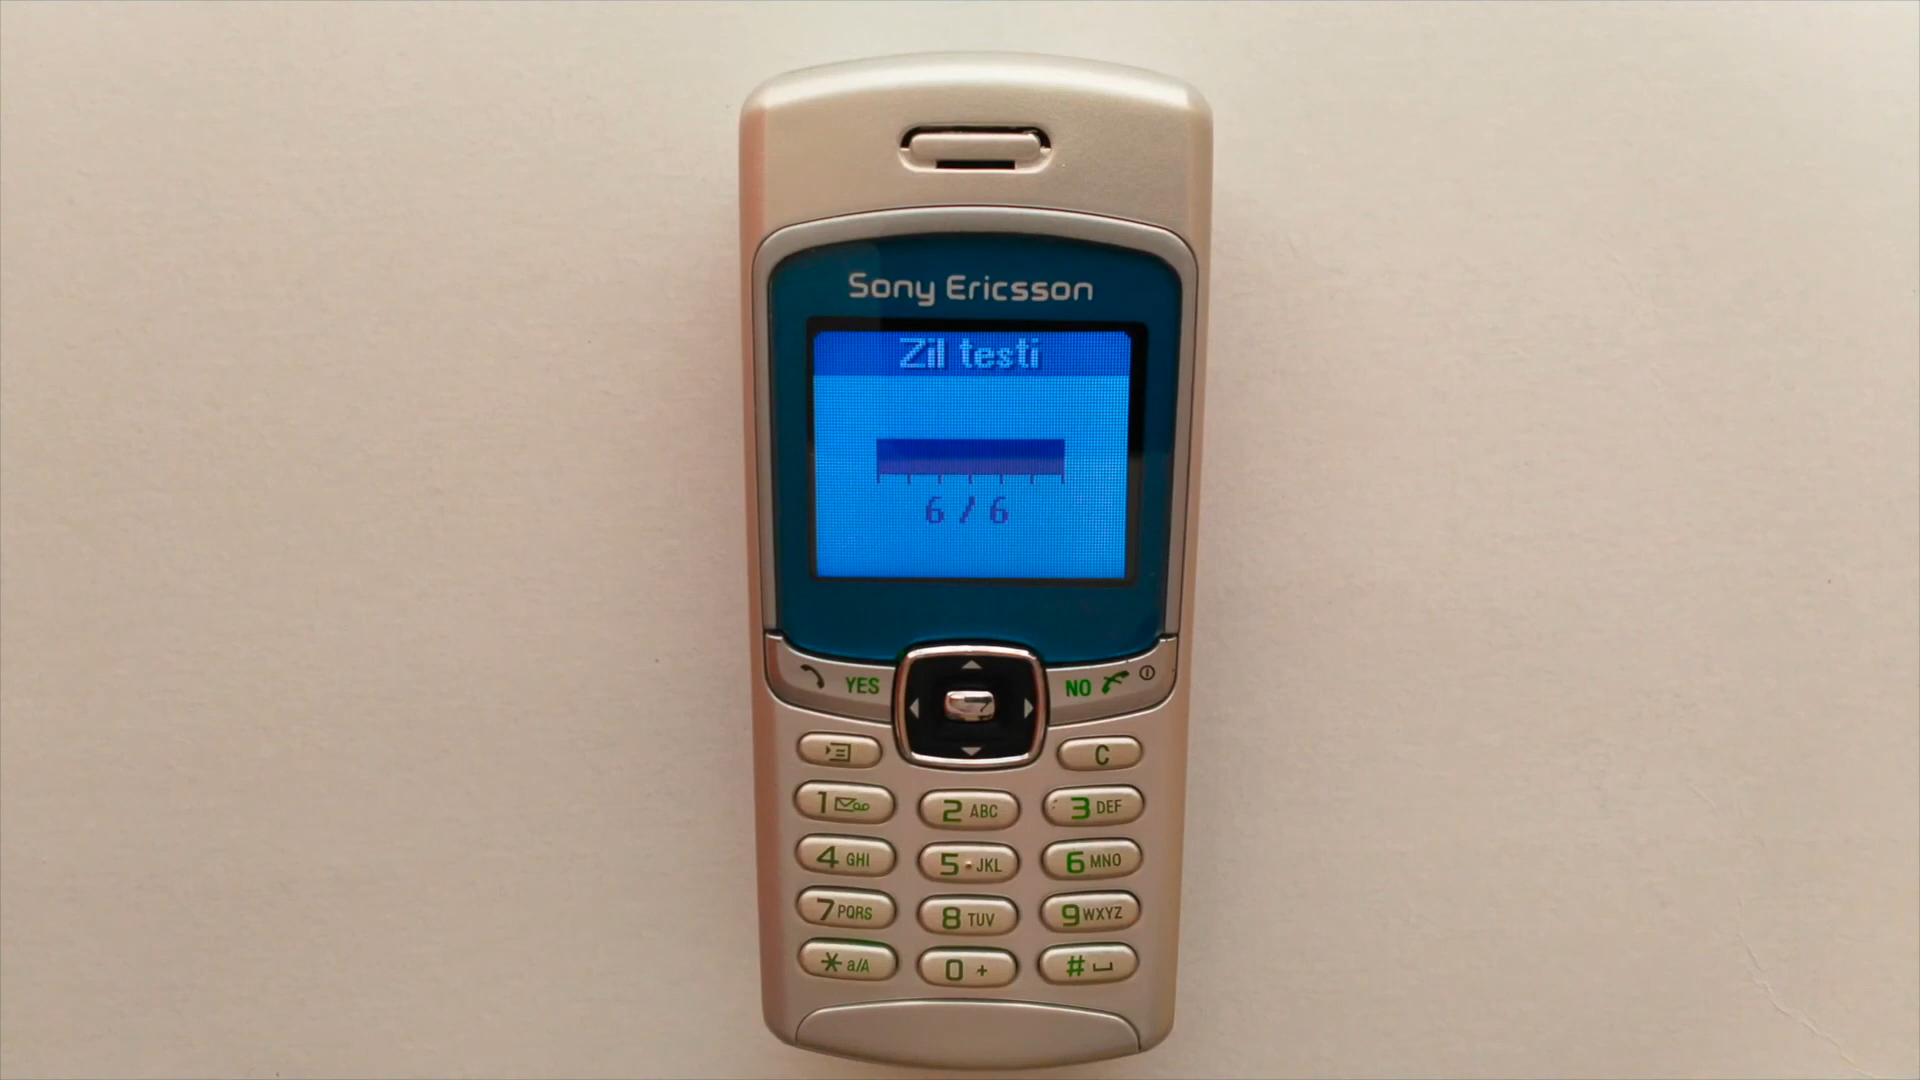 Sony Ericsson
Zil testi
6 / 6
YES NO
C
1 2 ABC 3 DEF
4 GHI 5 JKL 6 MNO
7 PQRS 8 TUV 9 WXYZ
* a/A 0 + #